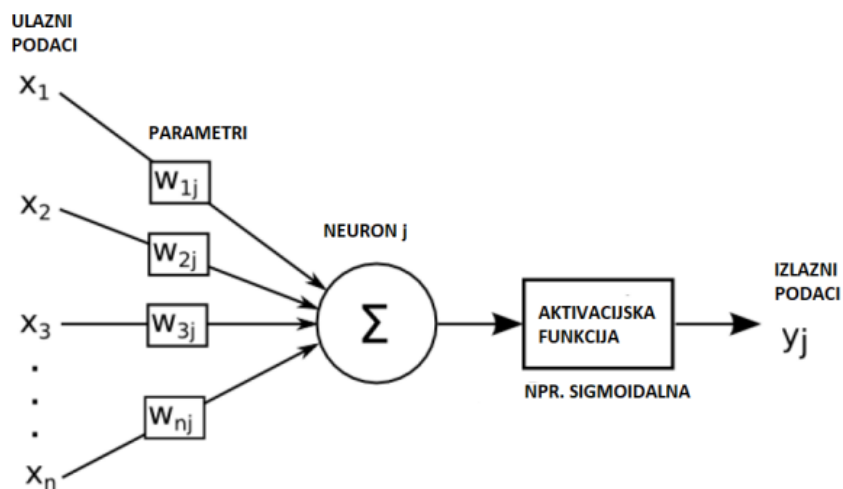 ULAZNI
PODACI
x₁
PARAMETRI
w₁ⱼ
x₂
w₂ⱼ
NEURON j
x₃
w₃ⱼ
Σ
AKTIVACIJSKA
FUNKCIJA
NPR. SIGMOIDALNA
IZLAZNI
PODACI
yⱼ
.
.
.
wₙⱼ
xₙ